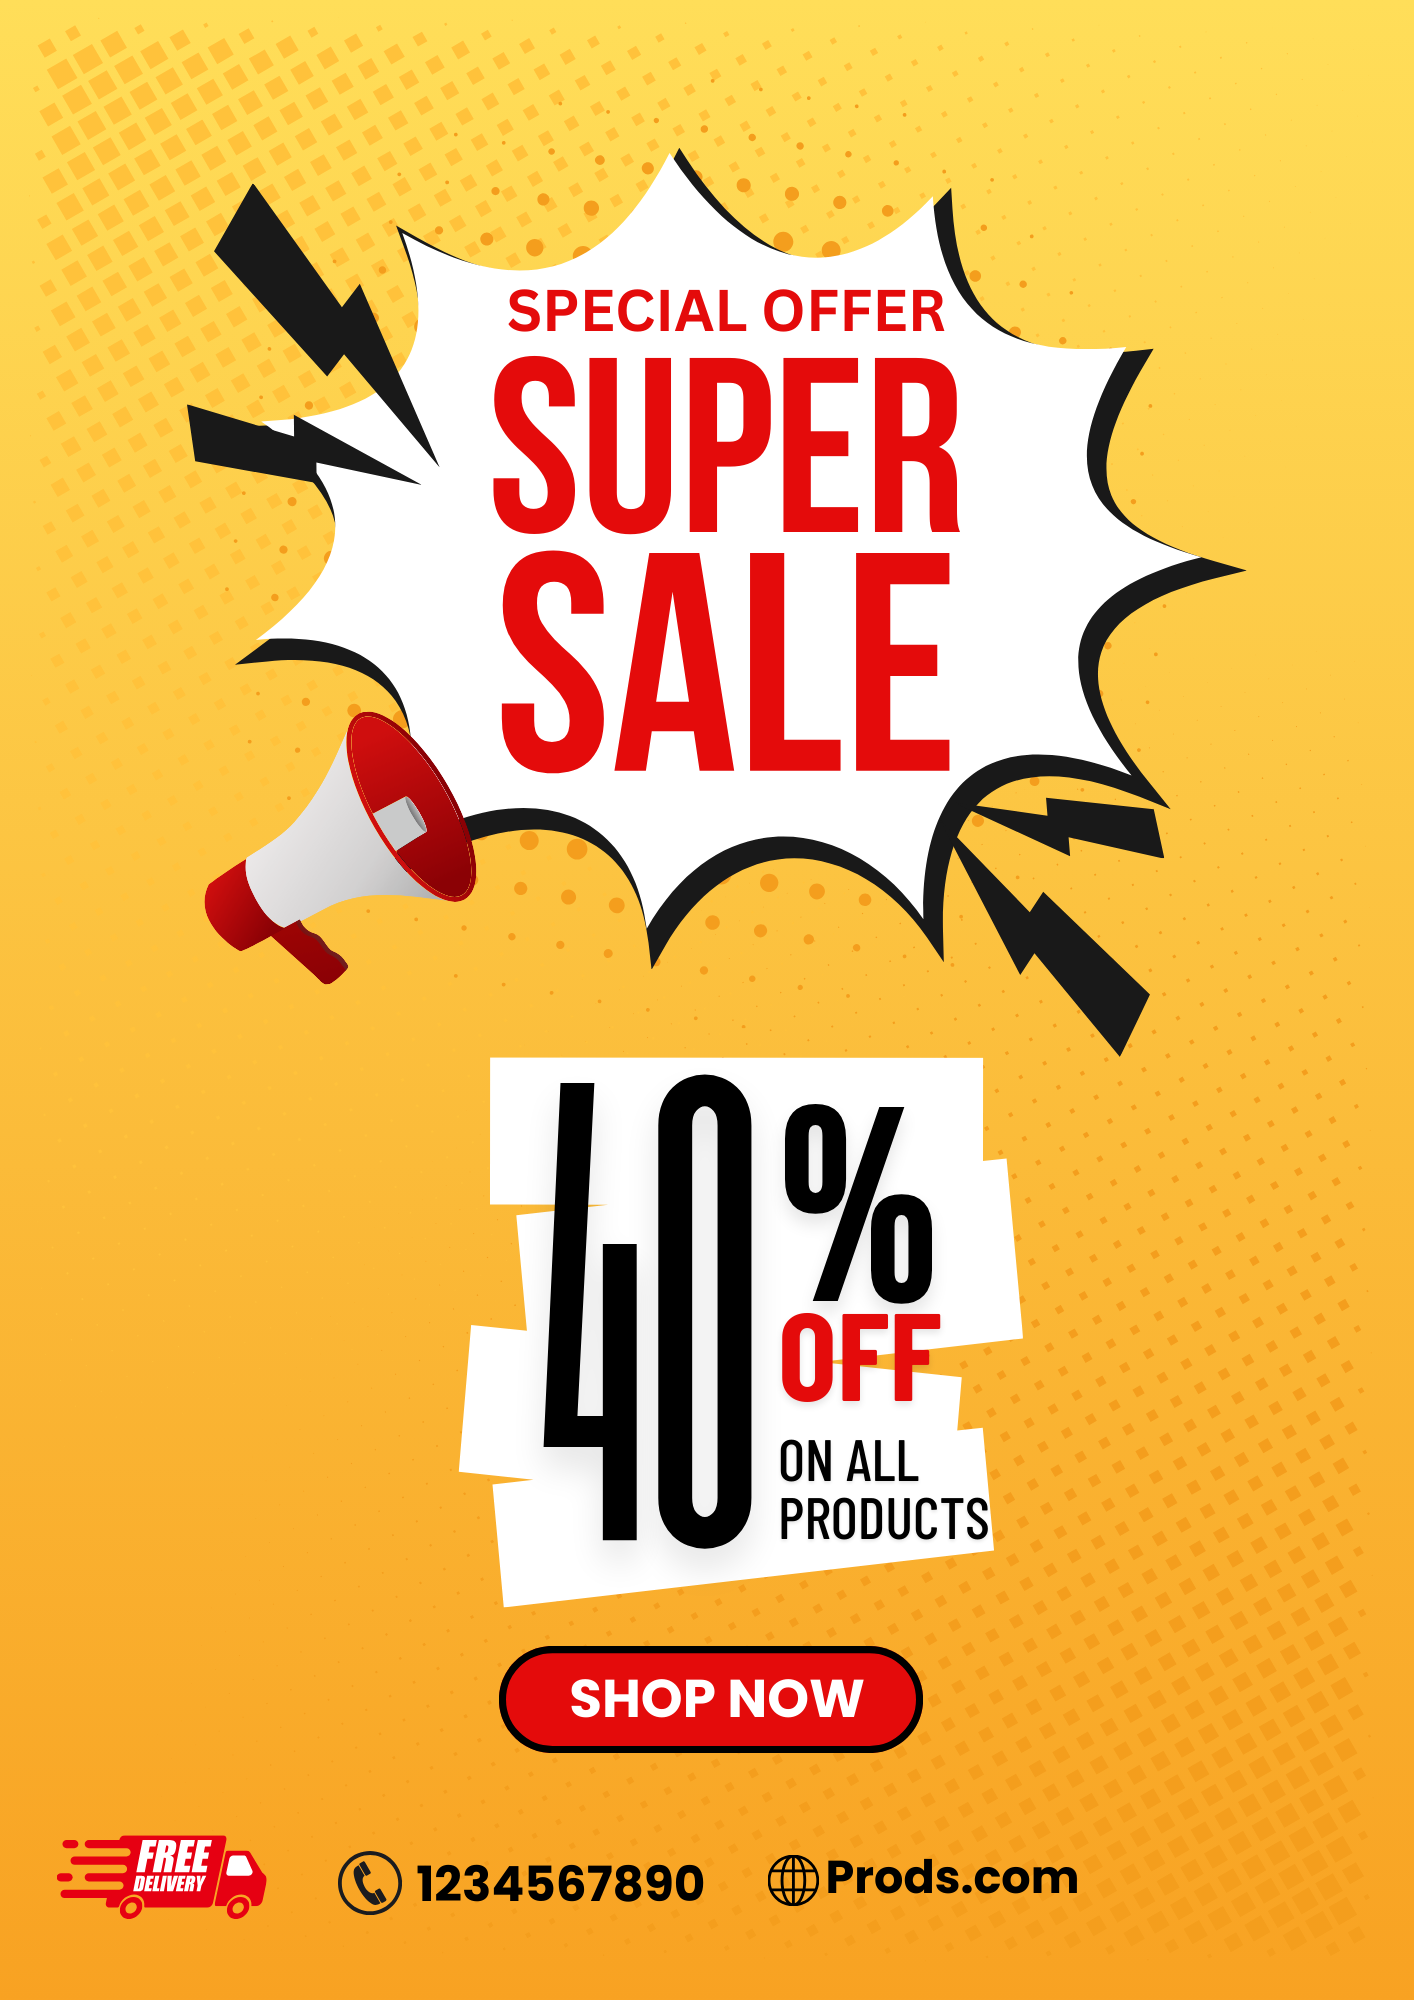 SPECIAL OFFER
SUPER
SALE
40%
OFF
ON ALL
PRODUCTS
SHOP NOW
FREE
DELIVERY
1234567890
Prods.com